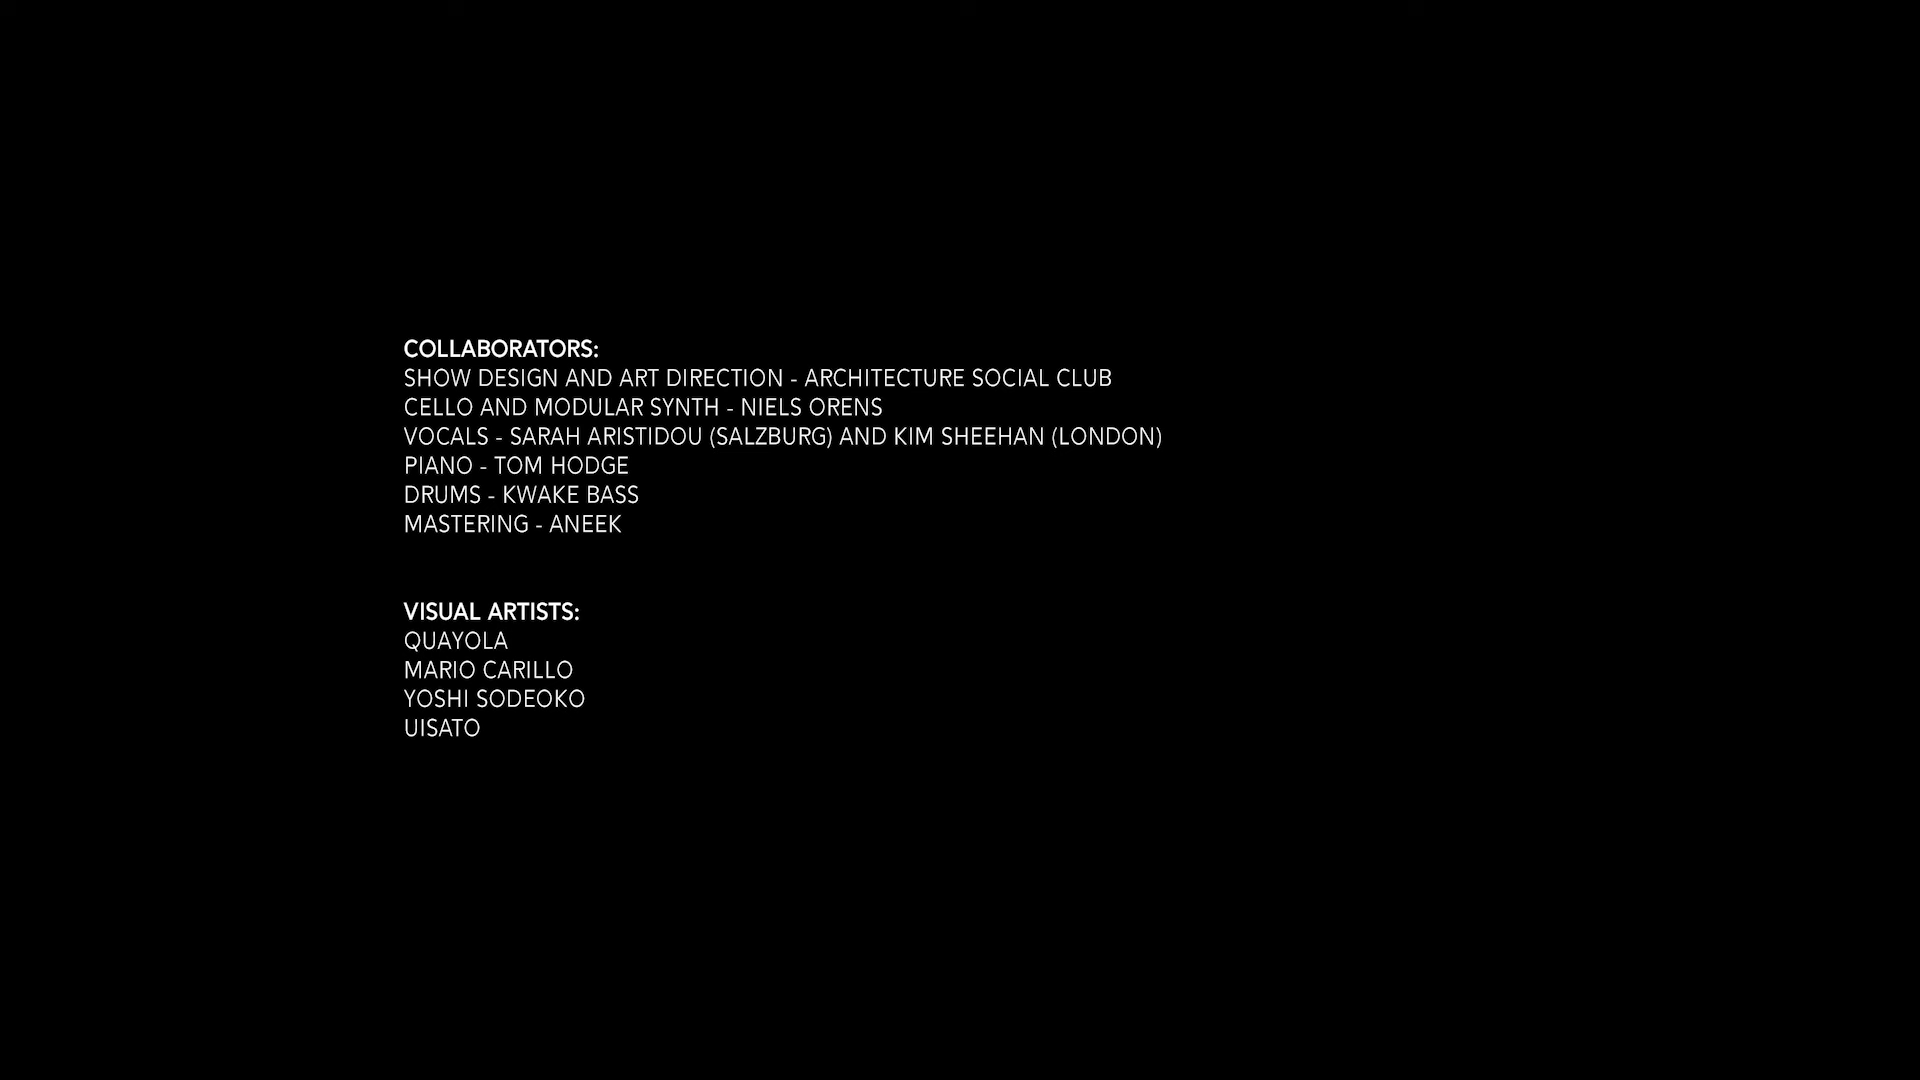 COLLABORATORS:
SHOW DESIGN AND ART DIRECTION - ARCHITECTURE SOCIAL CLUB
CELLO AND MODULAR SYNTH - NIELS ORENS
VOCALS - SARAH ARISTIDOU (SALZBURG) AND KIM SHEEHAN (LONDON)
PIANO - TOM HODGE
DRUMS - KWAKE BASS
MASTERING - ANEEK
VISUAL ARTISTS:
QUAYOLA
MARIO CARILLO
YOSHI SODEOKO
UISATO